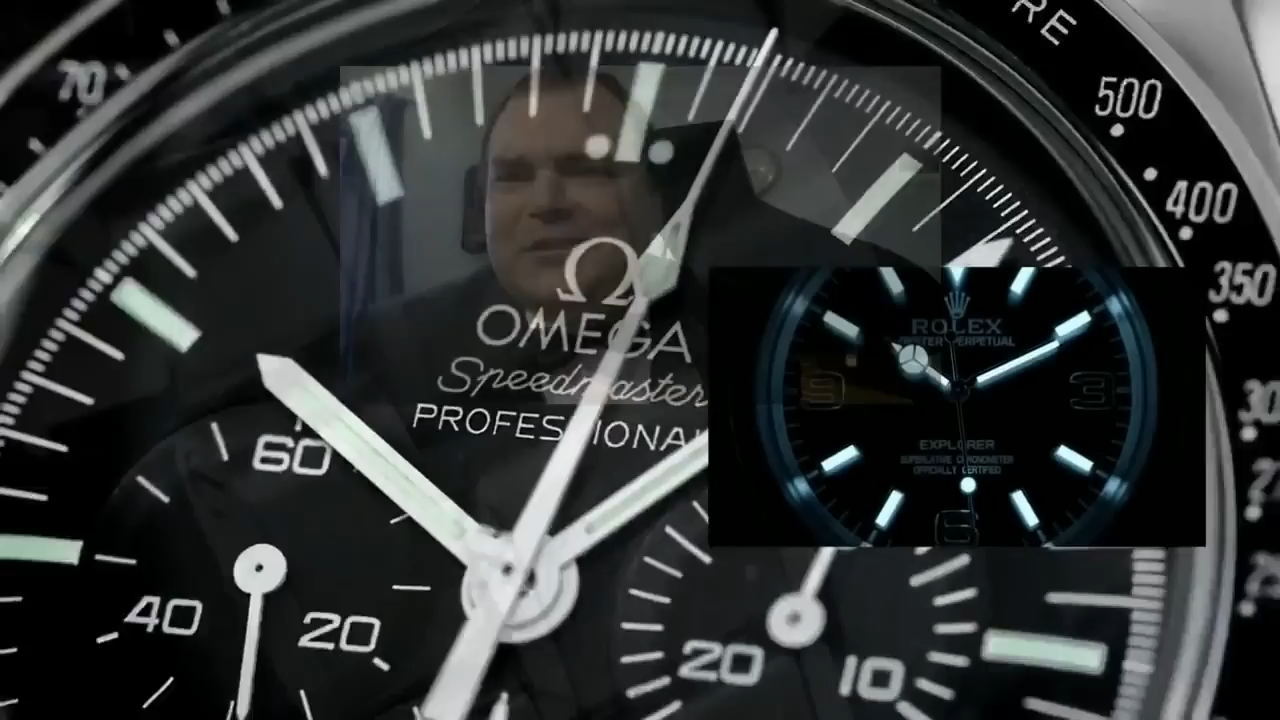 RE
70
500
400
350
Ω
OMEGA
Speedmaster
PROFESSIONAL
60
40
20
20
10
ROLEX
OYSTER PERPETUAL
9
3
EXPLORER
SUPERLATIVE CHRONOMETER
OFFICIALLY CERTIFIED
6